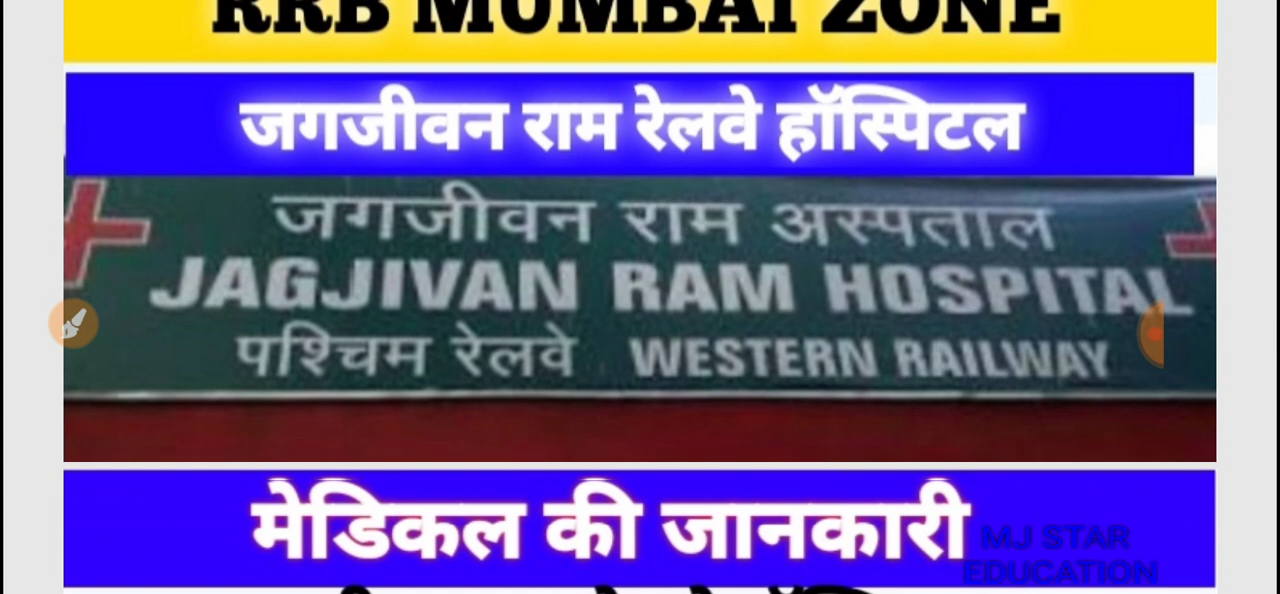 RRB MUMBAI ZONE
जगजीवन राम रेलवे हॉस्पिटल
जगजीवन राम अस्पताल
JAGJIVAN RAM HOSPITAL
पश्चिम रेलवे WESTERN RAILWAY
मेडिकल की जानकारी
MJ STAR
EDUCATION